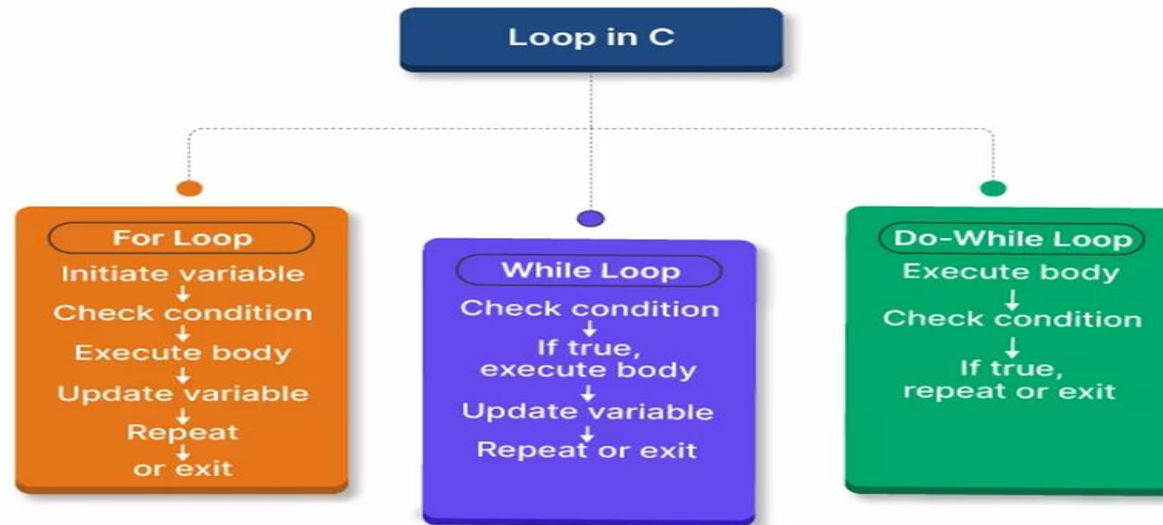 Loop in C
For Loop
Initiate variable
Check condition
Execute body
Update variable
Repeat
or exit
While Loop
Check condition
If true,
execute body
Update variable
Repeat or exit
Do-While Loop
Execute body
Check condition
If true,
repeat or exit